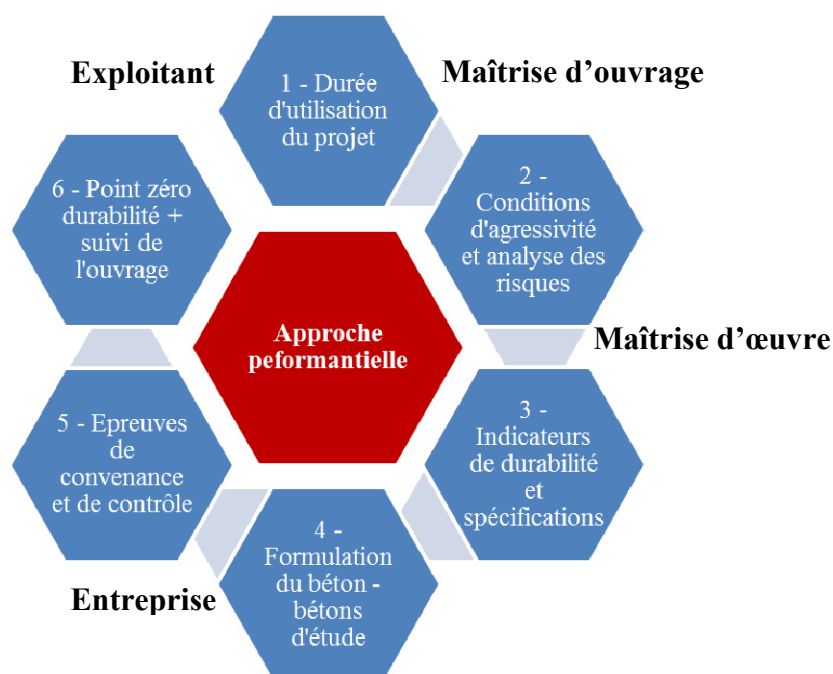 Exploitant
Maîtrise d’ouvrage
1 - Durée
d'utilisation
du projet
2 -
Conditions
d'agressivité
et analyse des
risques
Maîtrise d’œuvre
3 -
Indicateurs
de durabilité
et
spécifications
4 -
Formulation
du béton -
bétons
d'étude
Entreprise
5 - Epreuves
de
convenance
et de contrôle
6 - Point zéro
durabilité +
suivi de
l'ouvrage
Approche
peformantielle